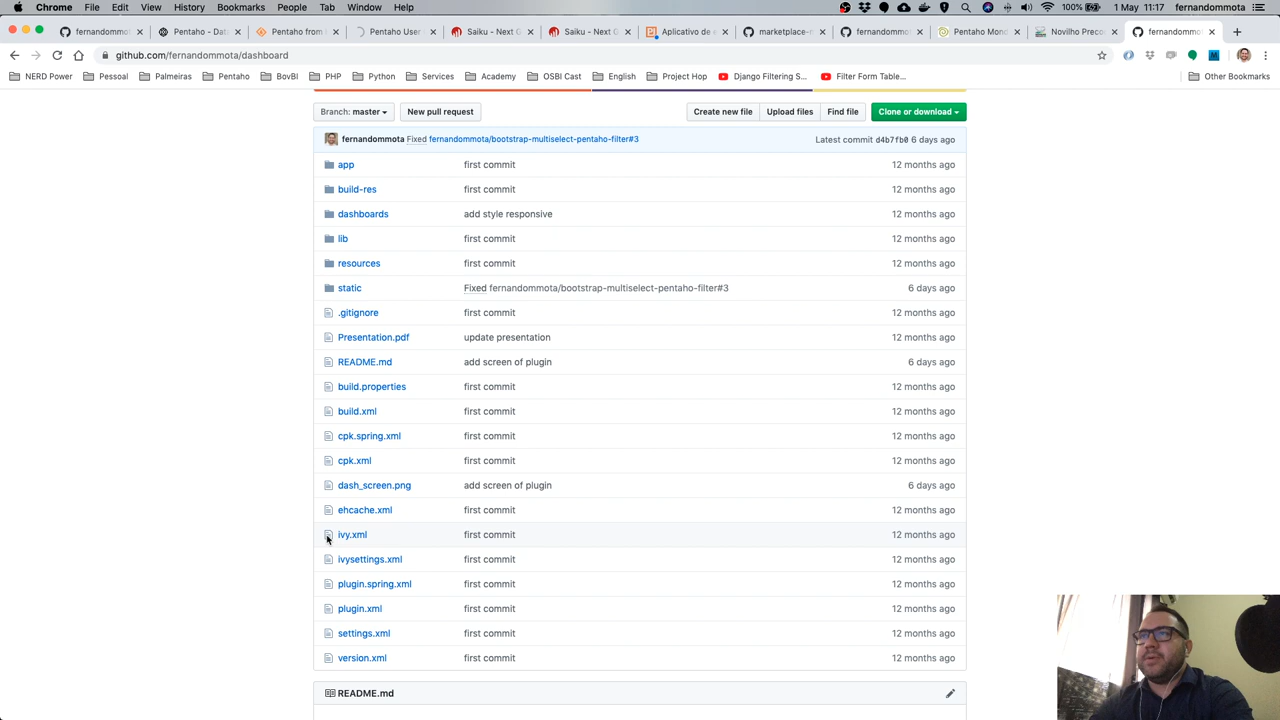 Chrome File Edit View History Bookmarks People Tab Window Help 100% 1 May 11:17 fernandommota
fernandomm Pentaho - Dat Pentaho from Pentaho User Saiku - Next G Saiku - Next G Aplicativo de marketplace-r fernandomm Pentaho Mon Novilho Preco fernandomm
github.com/fernandommota/dashboard
NERD Power Pessoal Palmeiras Pentaho BovBI PHP Python Services Academy OSBI Cast English Project Hop Django Filtering S... Filter Form Table... Other Bookmarks
Branch: master New pull request Create new file Upload files Find file Clone or download
fernandommota Fixed fernandommota/bootstrap-multiselect-pentaho-filter#3 Latest commit d4b7fb0 6 days ago
app first commit 12 months ago
build-res first commit 12 months ago
dashboards add style responsive 12 months ago
lib first commit 12 months ago
resources first commit 12 months ago
static Fixed fernandommota/bootstrap-multiselect-pentaho-filter#3 6 days ago
.gitignore first commit 12 months ago
Presentation.pdf update presentation 12 months ago
README.md add screen of plugin 6 days ago
build.properties first commit 12 months ago
build.xml first commit 12 months ago
cpk.spring.xml first commit 12 months ago
cpk.xml first commit 12 months ago
dash_screen.png add screen of plugin 6 days ago
ehcache.xml first commit 12 months ago
ivy.xml first commit 12 months ago
ivysettings.xml first commit 12 months ago
plugin.spring.xml first commit 12 months ago
plugin.xml first commit 12 months ago
settings.xml first commit 12 months ago
version.xml first commit 12 months ago
README.md